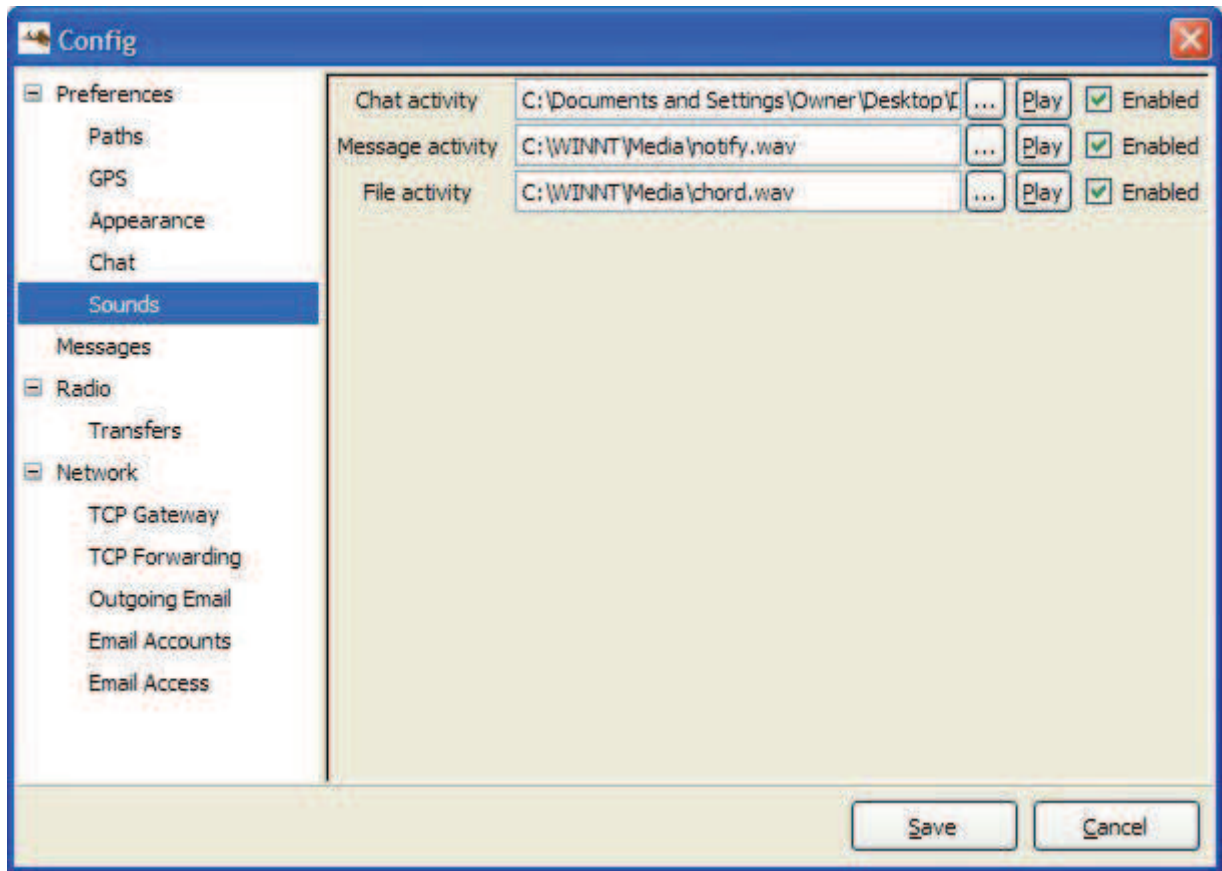 Config
Preferences
Paths
GPS
Appearance
Chat
Sounds
Messages
Radio
Transfers
Network
TCP Gateway
TCP Forwarding
Outgoing Email
Email Accounts
Email Access
Chat activity C:\Documents and Settings\Owner\Desktop\ ... Play Enabled
Message activity C:\WINNT\Media\notify.wav ... Play Enabled
File activity C:\WINNT\Media\chord.wav ... Play Enabled
Save Cancel